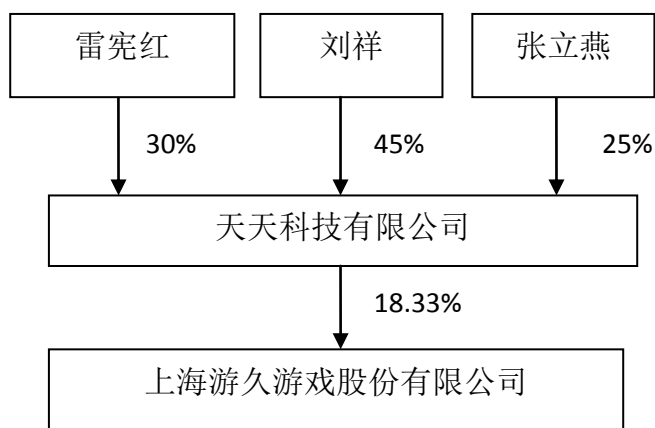 雷宪红
刘祥
张立燕
30%
45%
25%
天天科技有限公司
18.33%
上海游久游戏股份有限公司